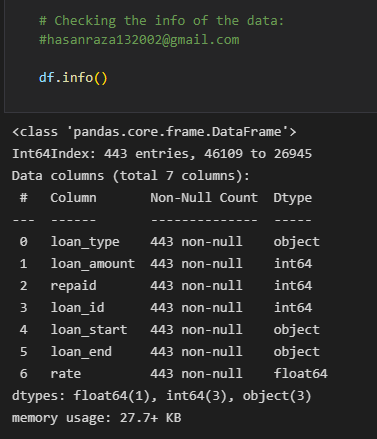 # Checking the info of the data:
#hasanraza132002@gmail.com
df.info()
<class 'pandas.core.frame.DataFrame'>
Int64Index: 443 entries, 46109 to 26945
Data columns (total 7 columns):
 #   Column       Non-Null Count  Dtype
---  ------       --------------  -----
 0   loan_type    443 non-null    object
 1   loan_amount  443 non-null    int64
 2   repaid       443 non-null    int64
 3   loan_id      443 non-null    int64
 4   loan_start   443 non-null    object
 5   loan_end     443 non-null    object
 6   rate         443 non-null    float64
dtypes: float64(1), int64(3), object(3)
memory usage: 27.7+ KB